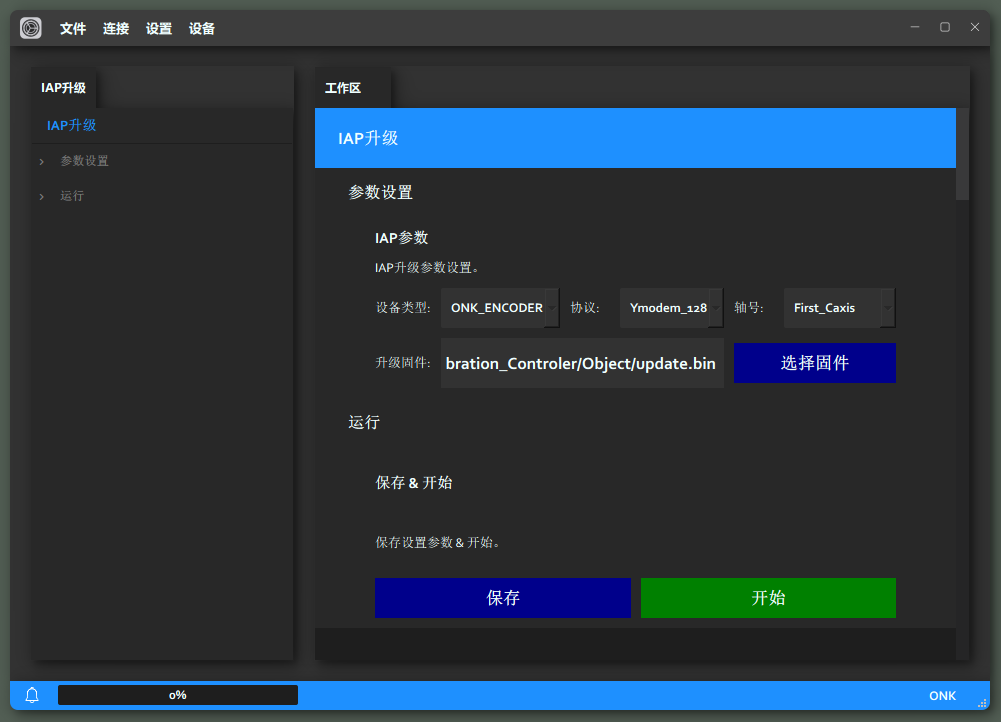 文件 连接 设置 设备
IAP升级
IAP升级
参数设置
运行
工作区
IAP升级
参数设置
IAP参数
IAP升级参数设置。
设备类型: ONK_ENCODER 协议: Ymodem_128 轴号: First_Caxis
升级固件: bration_Controler/Object/update.bin 选择固件
运行
保存 & 开始
保存设置参数 & 开始。
保存 开始
0% ONK